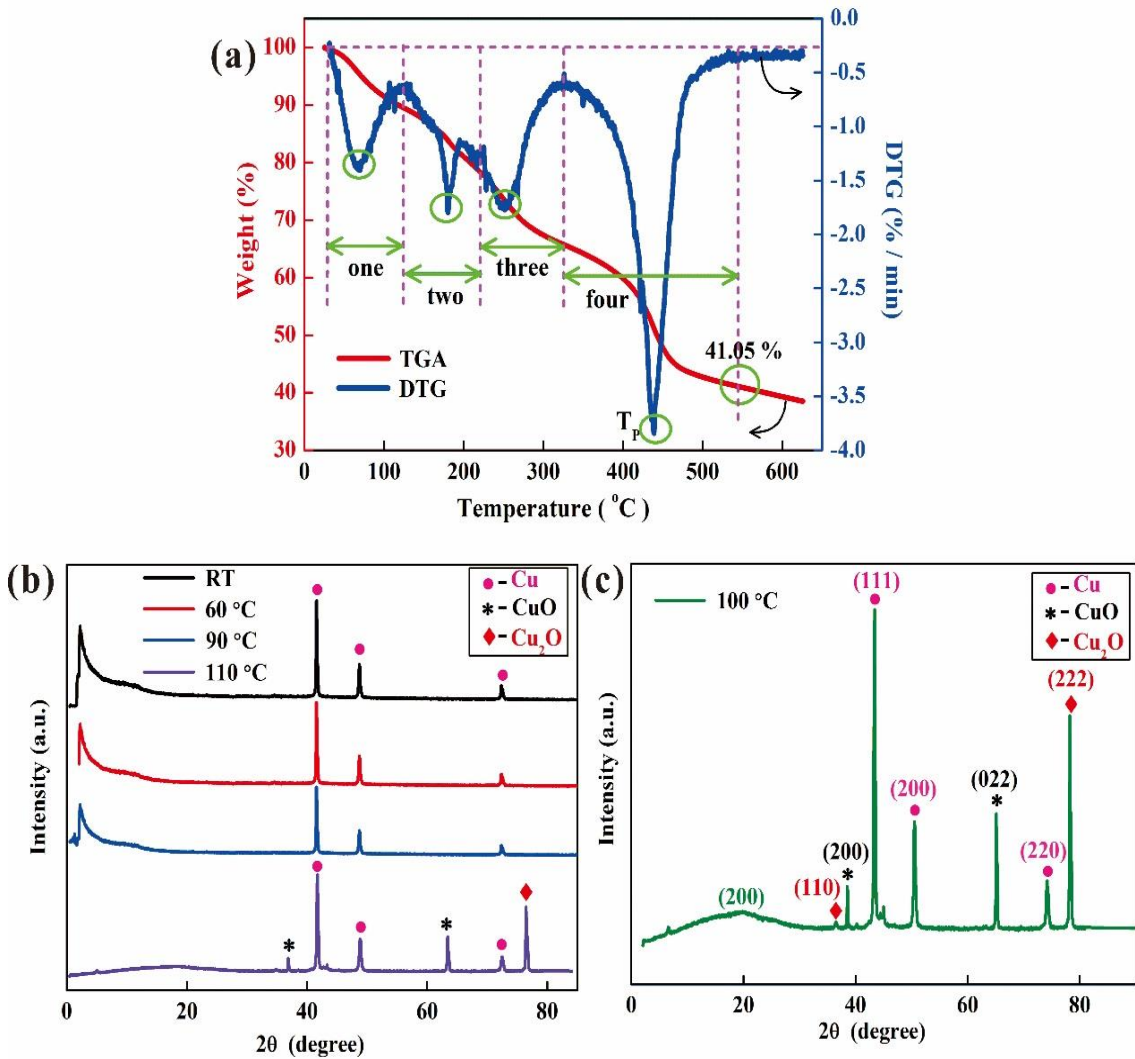 (a)
100
90
80
70
60
50
40
30
Weight (%)
0.0
-0.5
-1.0
-1.5
-2.0
-2.5
-3.0
-3.5
-4.0
DTG (% / min)
one
two
three
four
TGA
DTG
41.05 %
T_P
0 100 200 300 400 500 600
Temperature ( °C)
(b)
RT
60 °C
90 °C
110 °C
- Cu
* - CuO
- Cu₂O
*
*
Intensity (a.u.)
0 20 40 60 80
2θ (degree)
(c)
100 °C
- Cu
* - CuO
- Cu₂O
(111)
(222)
(200)
(022)
*
(200)
*
(220)
(110)
(200)
Intensity (a.u.)
0 20 40 60 80
2θ (degree)